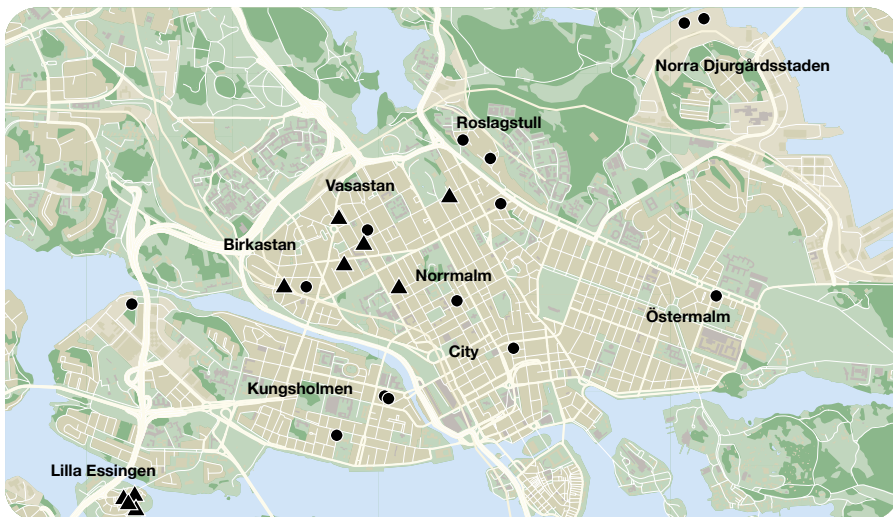 Norra Djurgårdsstaden
Roslagstull
Vasastan
Birkastan
Norrmalm
Östermalm
City
Kungsholmen
Lilla Essingen